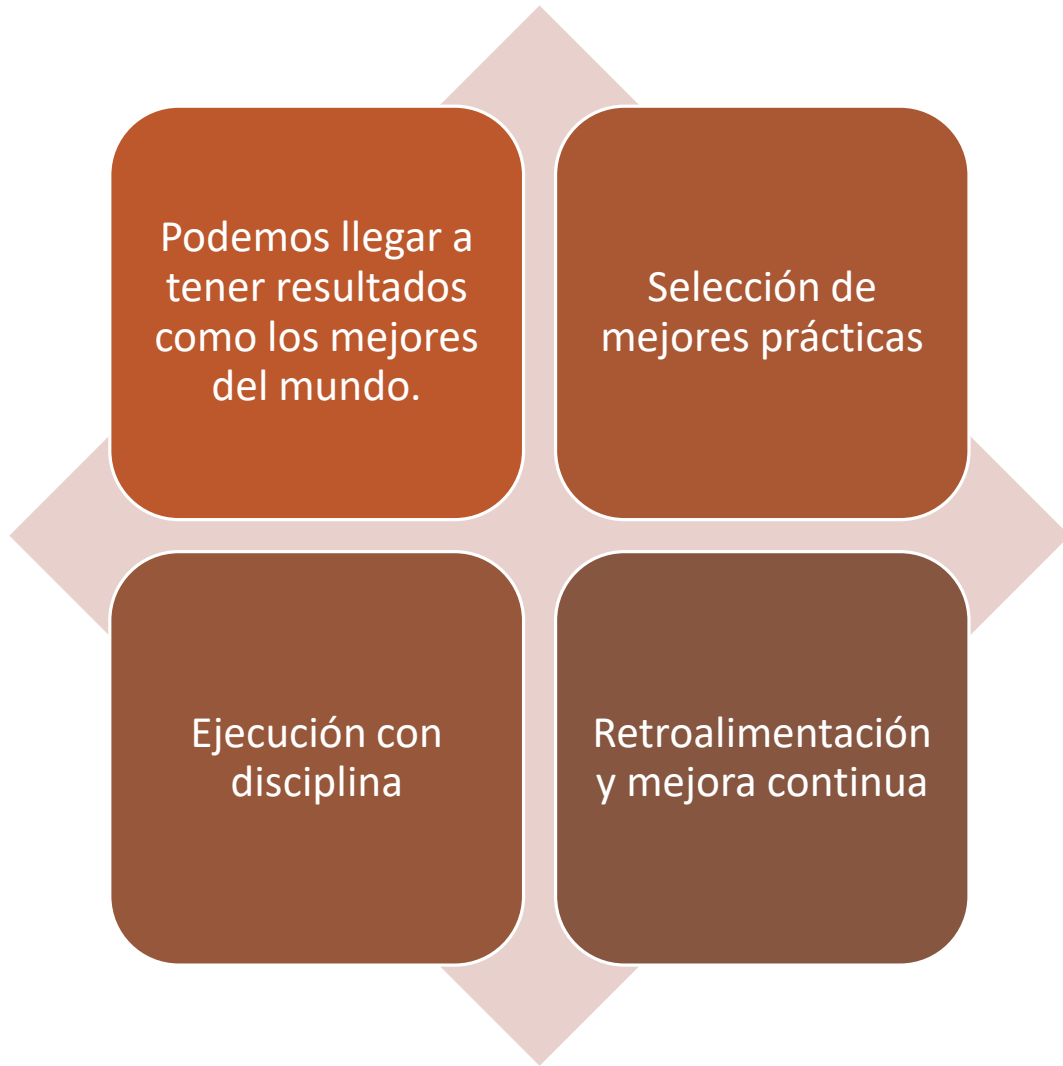 Podemos llegar a
tener resultados
como los mejores
del mundo.
Selección de
mejores prácticas
Ejecución con
disciplina
Retroalimentación
y mejora continua